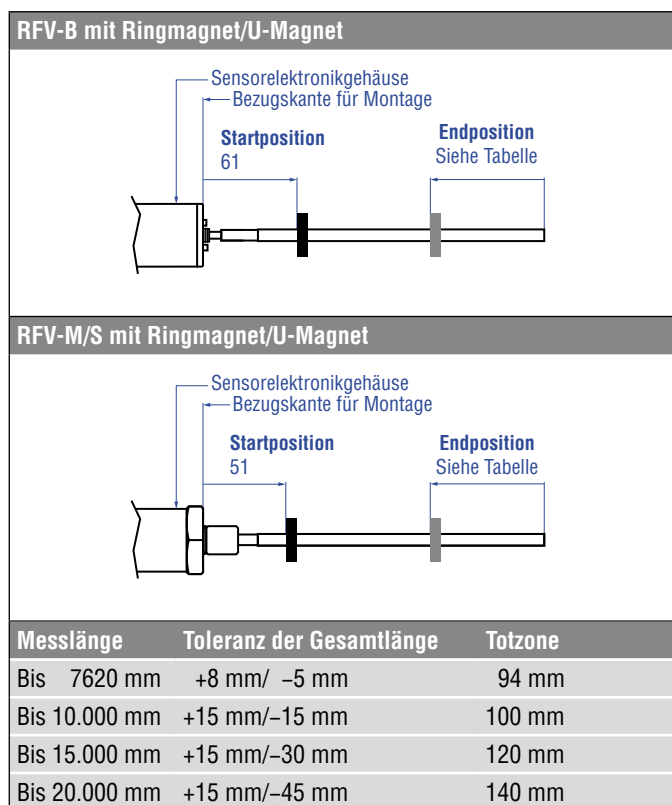 RFV-B mit Ringmagnet/U-Magnet
Sensorelektronikgehäuse
Bezugskante für Montage
Startposition
61
Endposition
Siehe Tabelle
RFV-M/S mit Ringmagnet/U-Magnet
Sensorelektronikgehäuse
Bezugskante für Montage
Startposition
51
Endposition
Siehe Tabelle
Messlänge Toleranz der Gesamtlänge Totzone
Bis 7620 mm +8 mm/ −5 mm 94 mm
Bis 10.000 mm +15 mm/−15 mm 100 mm
Bis 15.000 mm +15 mm/−30 mm 120 mm
Bis 20.000 mm +15 mm/−45 mm 140 mm